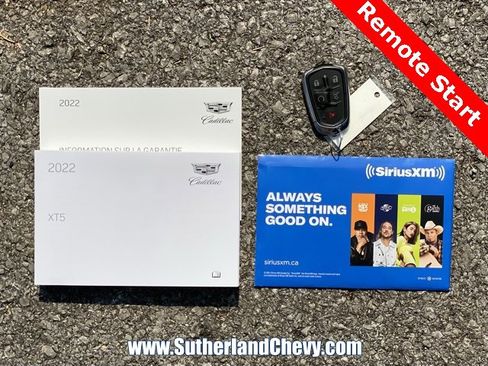 Remote Start
2022
Cadillac
INFORMATION SUR LA GARANTIE
2022
Cadillac
XT5
SiriusXM
ALWAYS
SOMETHING
GOOD ON.
siriusxm.ca
www.SutherlandChevy.com